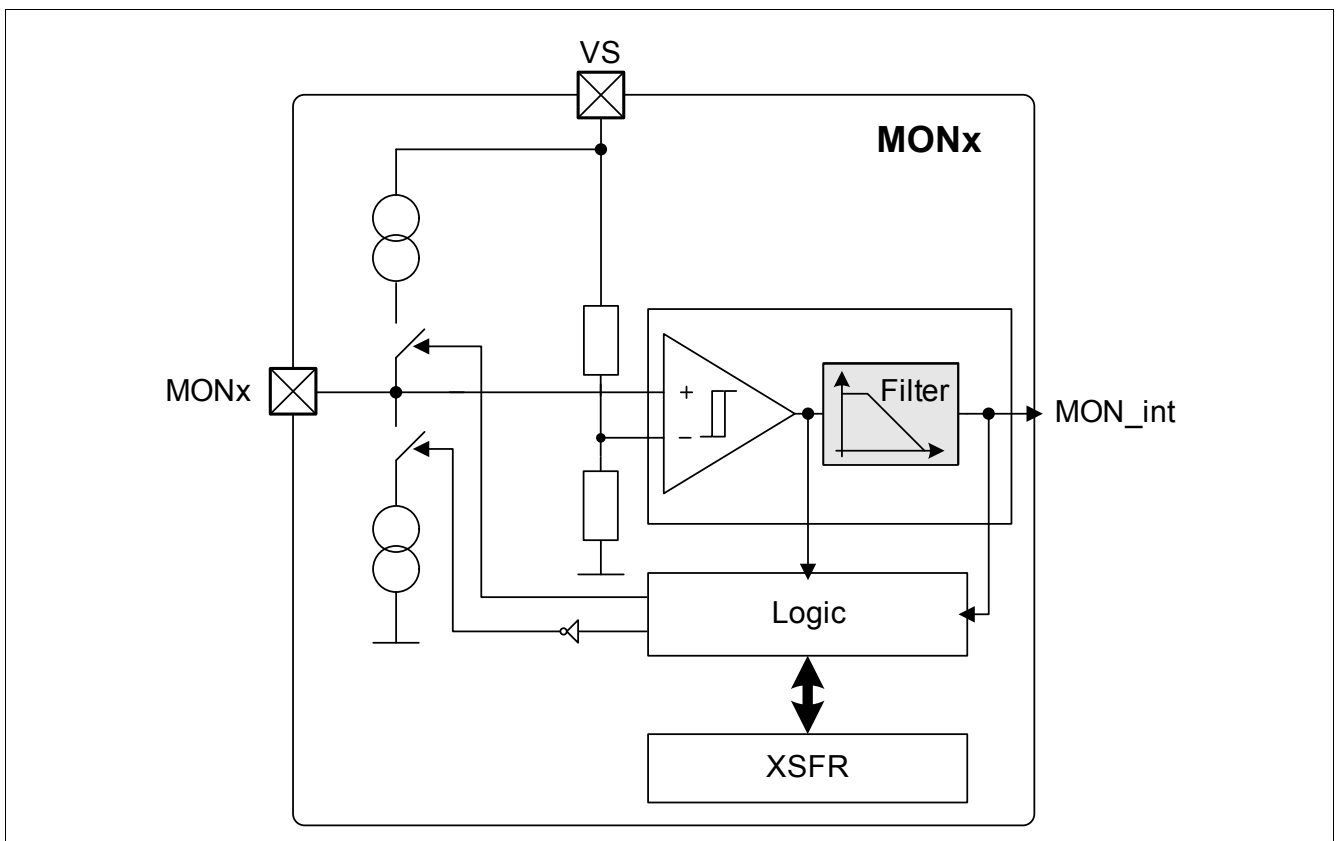 VS
MONx
MONx
+
−
Filter
MON_int
Logic
XSFR